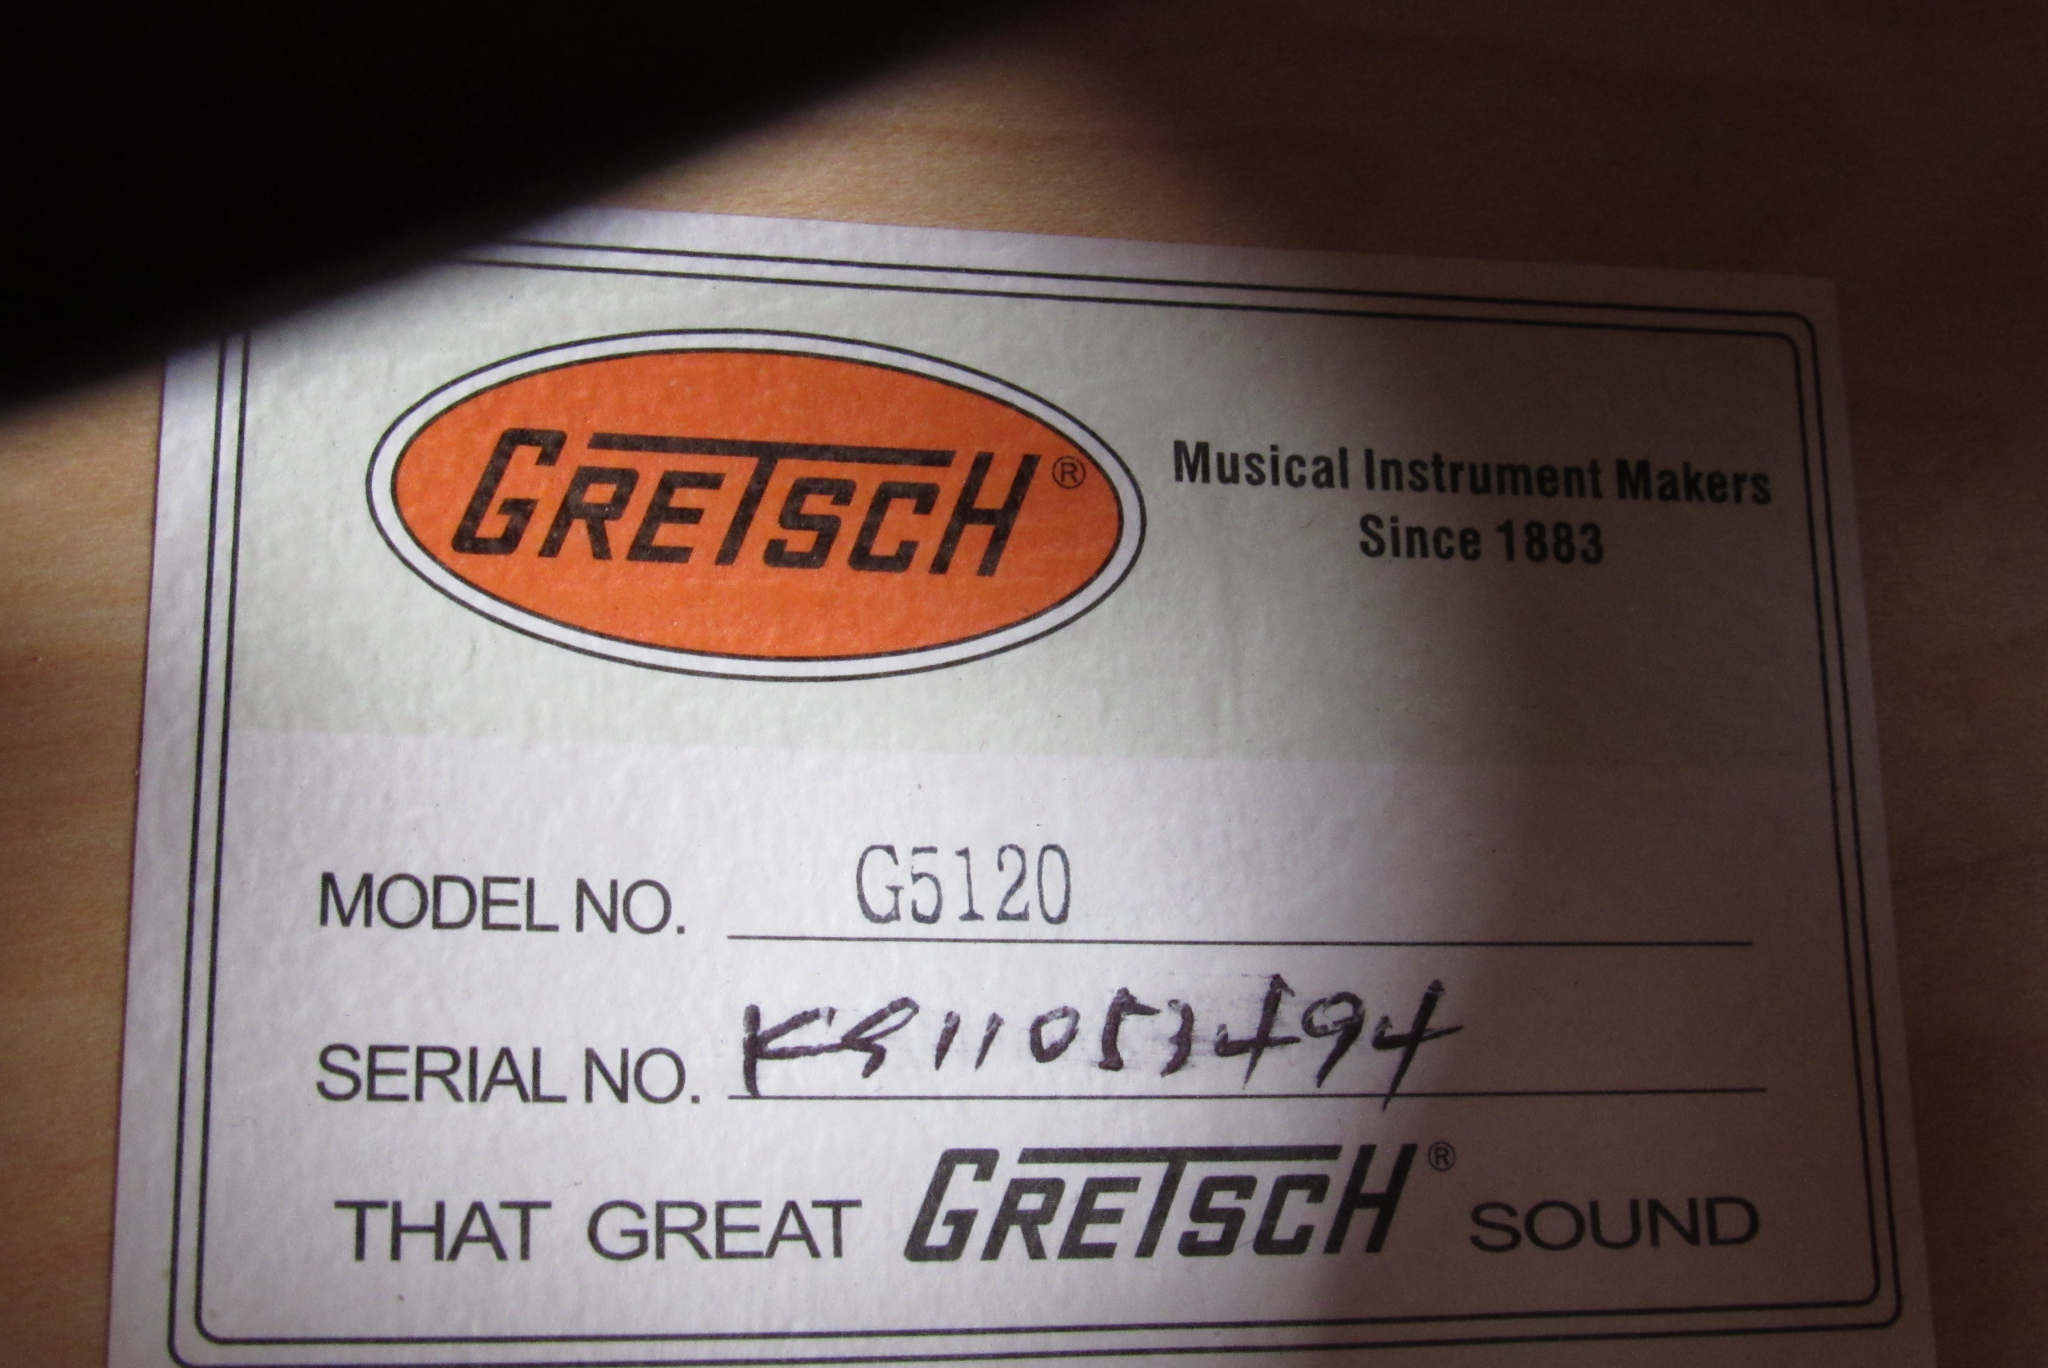 GRETSCH®
Musical Instrument Makers
Since 1883
MODEL NO. G5120
SERIAL NO. KS11053494
THAT GREAT GRETSCH® SOUND